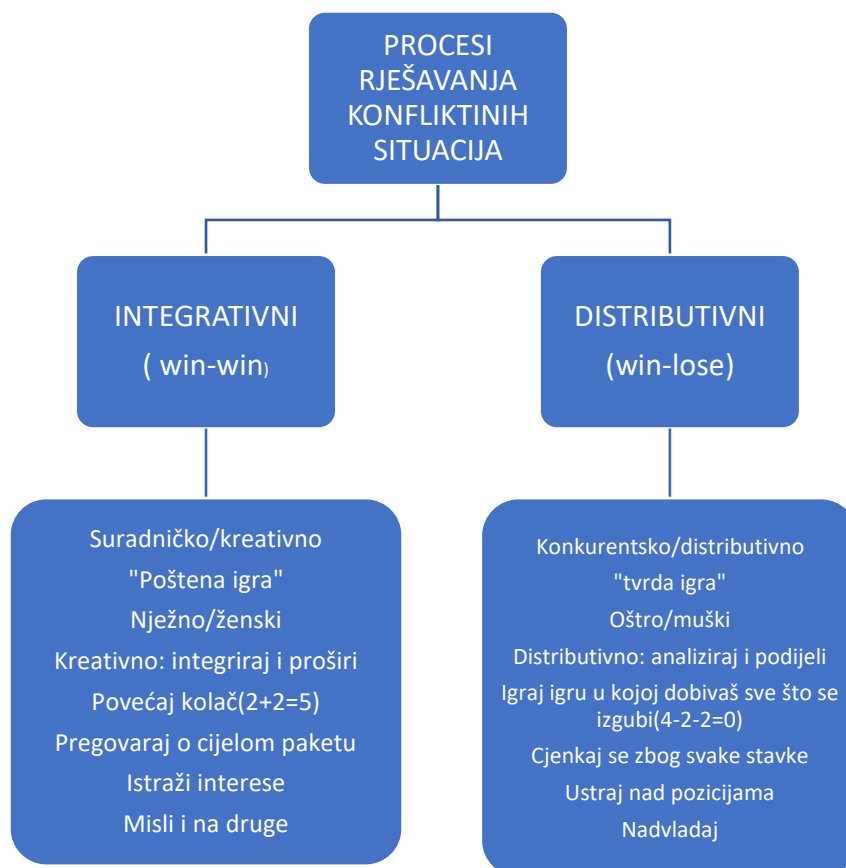 PROCESI
RJEŠAVANJA
KONFLIKTINIH
SITUACIJA
INTEGRATIVNI
( win-win)
DISTRIBUTIVNI
(win-lose)
Suradničko/kreativno
"Poštena igra"
Nježno/ženski
Kreativno: integriraj i proširi
Povećaj kolač(2+2=5)
Pregovaraj o cijelom paketu
Istraži interese
Misli i na druge
Konkurentsko/distributivno
"tvrda igra"
Oštro/muški
Distributivno: analiziraj i podijeli
Igraj igru u kojoj dobivaš sve što se
izgubi(4-2-2=0)
Cjenkaj se zbog svake stavke
Ustraj nad pozicijama
Nadvladaj